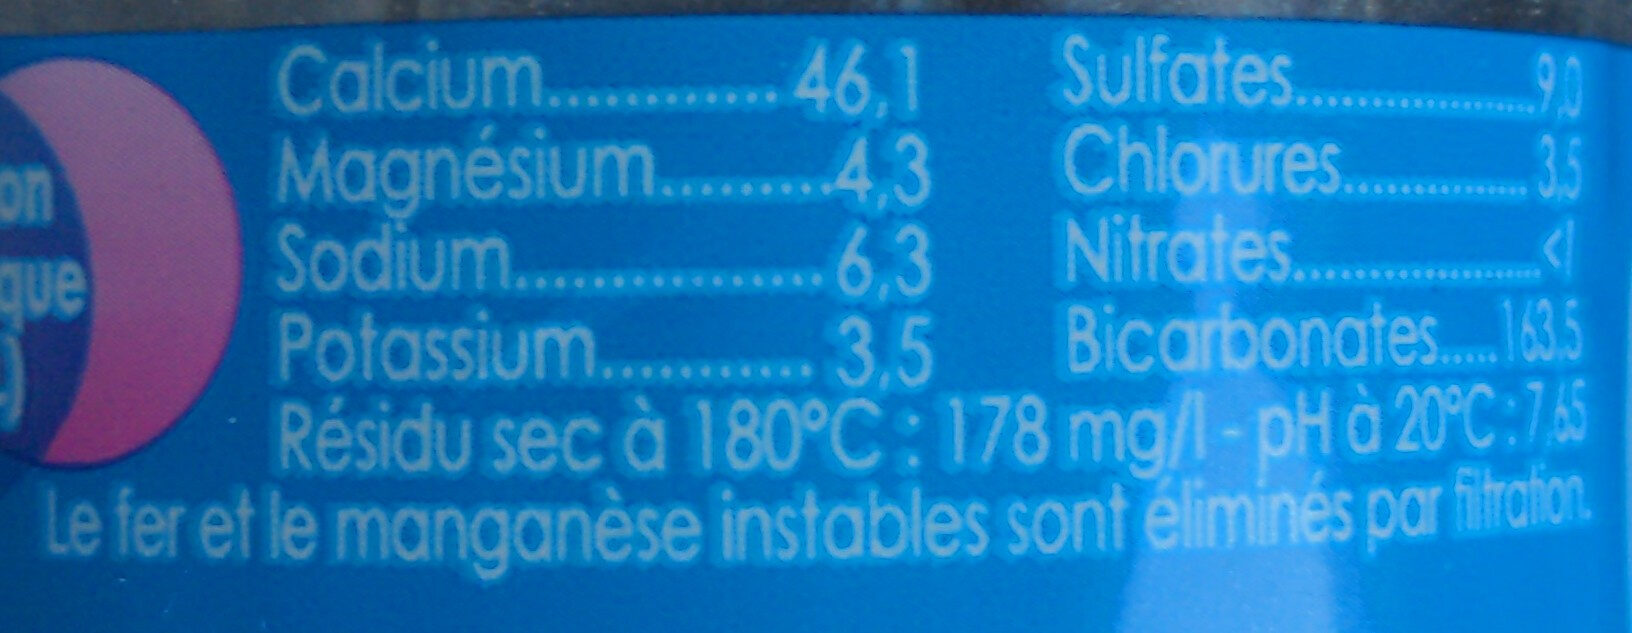 Calcium............. 46,1 Sulfates................9,0
Magnésium.........4,3 Chlorures............. 3,5
Sodium................6,3 Nitrates................<1
Potassium........... 3,5 Bicarbonates.....163,5
Résidu sec à 180°C : 178 mg/l - pH à 20°C : 7,65
Le fer et le manganèse instables sont éliminés par filtration.
on
que
)